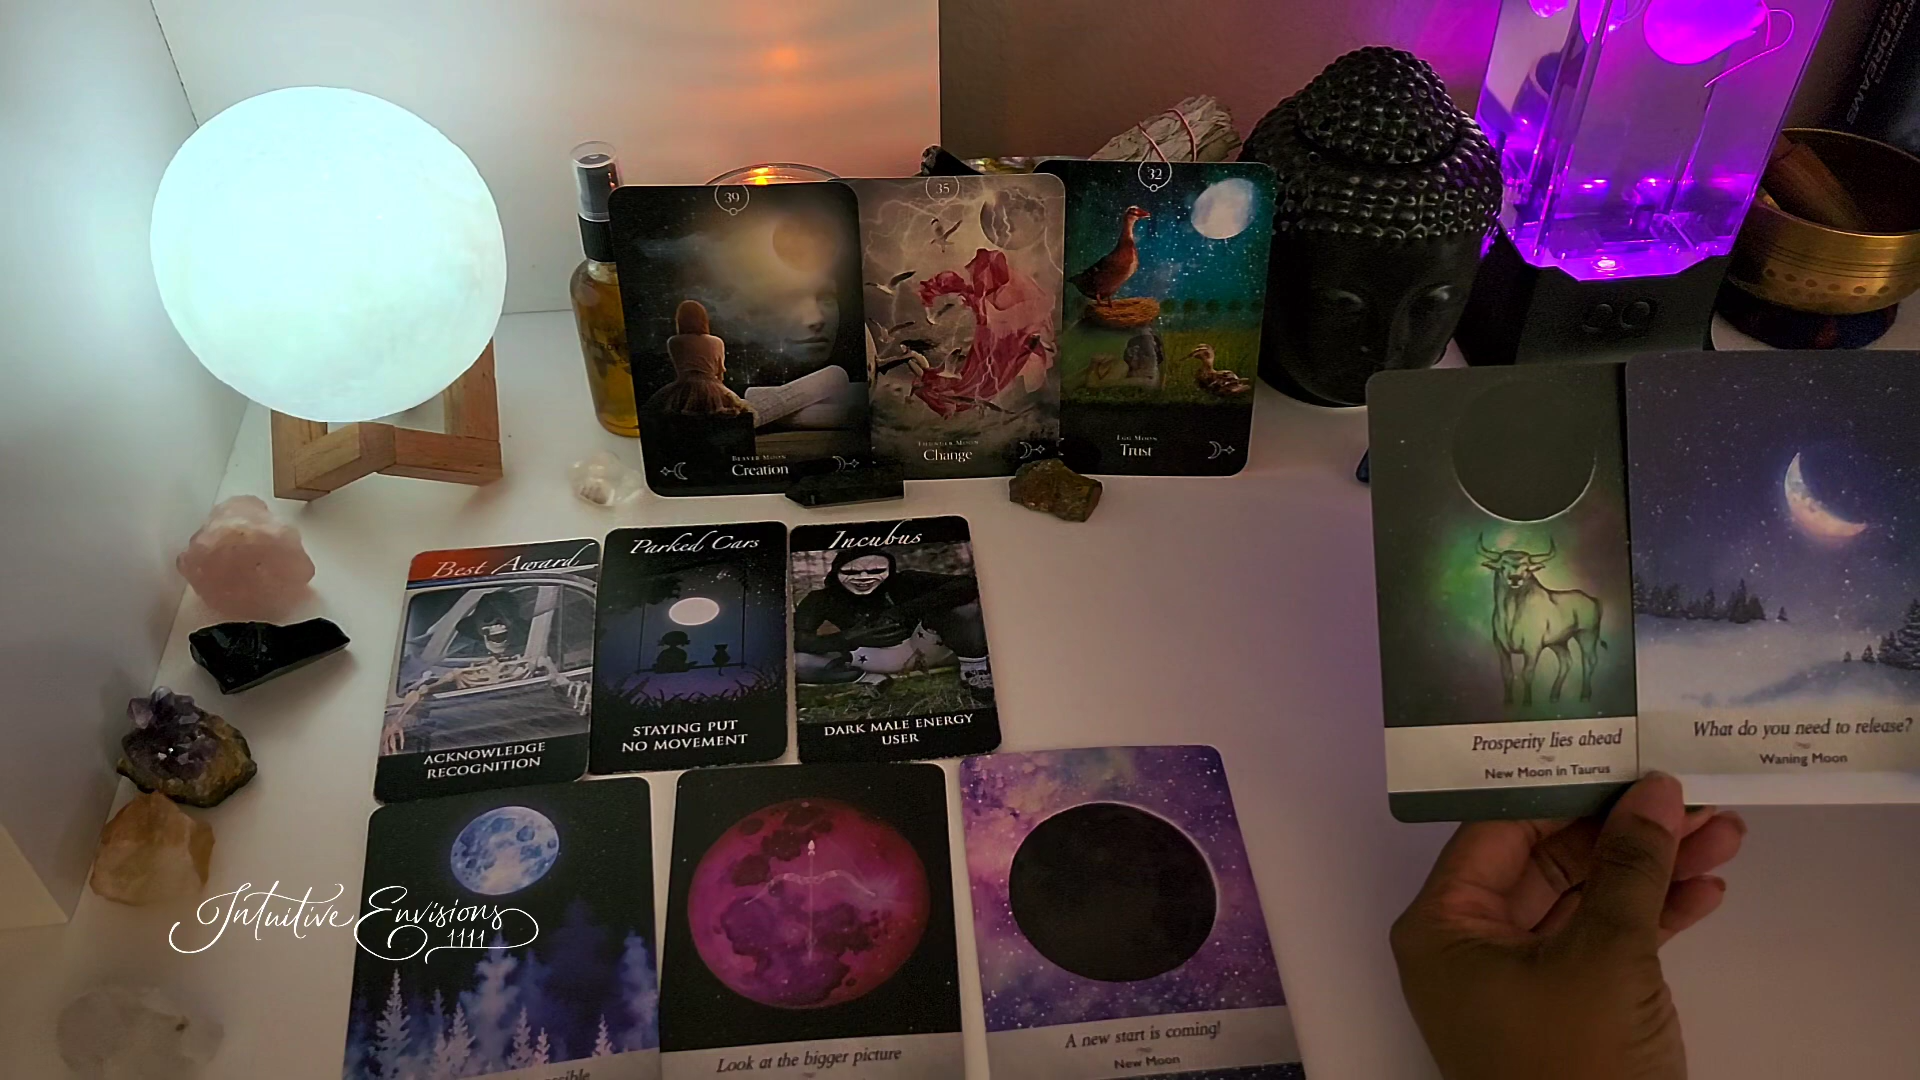 OF DREAMS
39
35
32
BEAVER MOON
Creation
THUNDER MOON
Change
EGG MOON
Trust
Best Award
ACKNOWLEDGE
RECOGNITION
Parked Cars
STAYING PUT
NO MOVEMENT
Incubus
DARK MALE ENERGY
USER
Prosperity lies ahead
New Moon in Taurus
What do you need to release?
Waning Moon
Intuitive Envisions
1111
Look at the bigger picture
A new start is coming!
New Moon